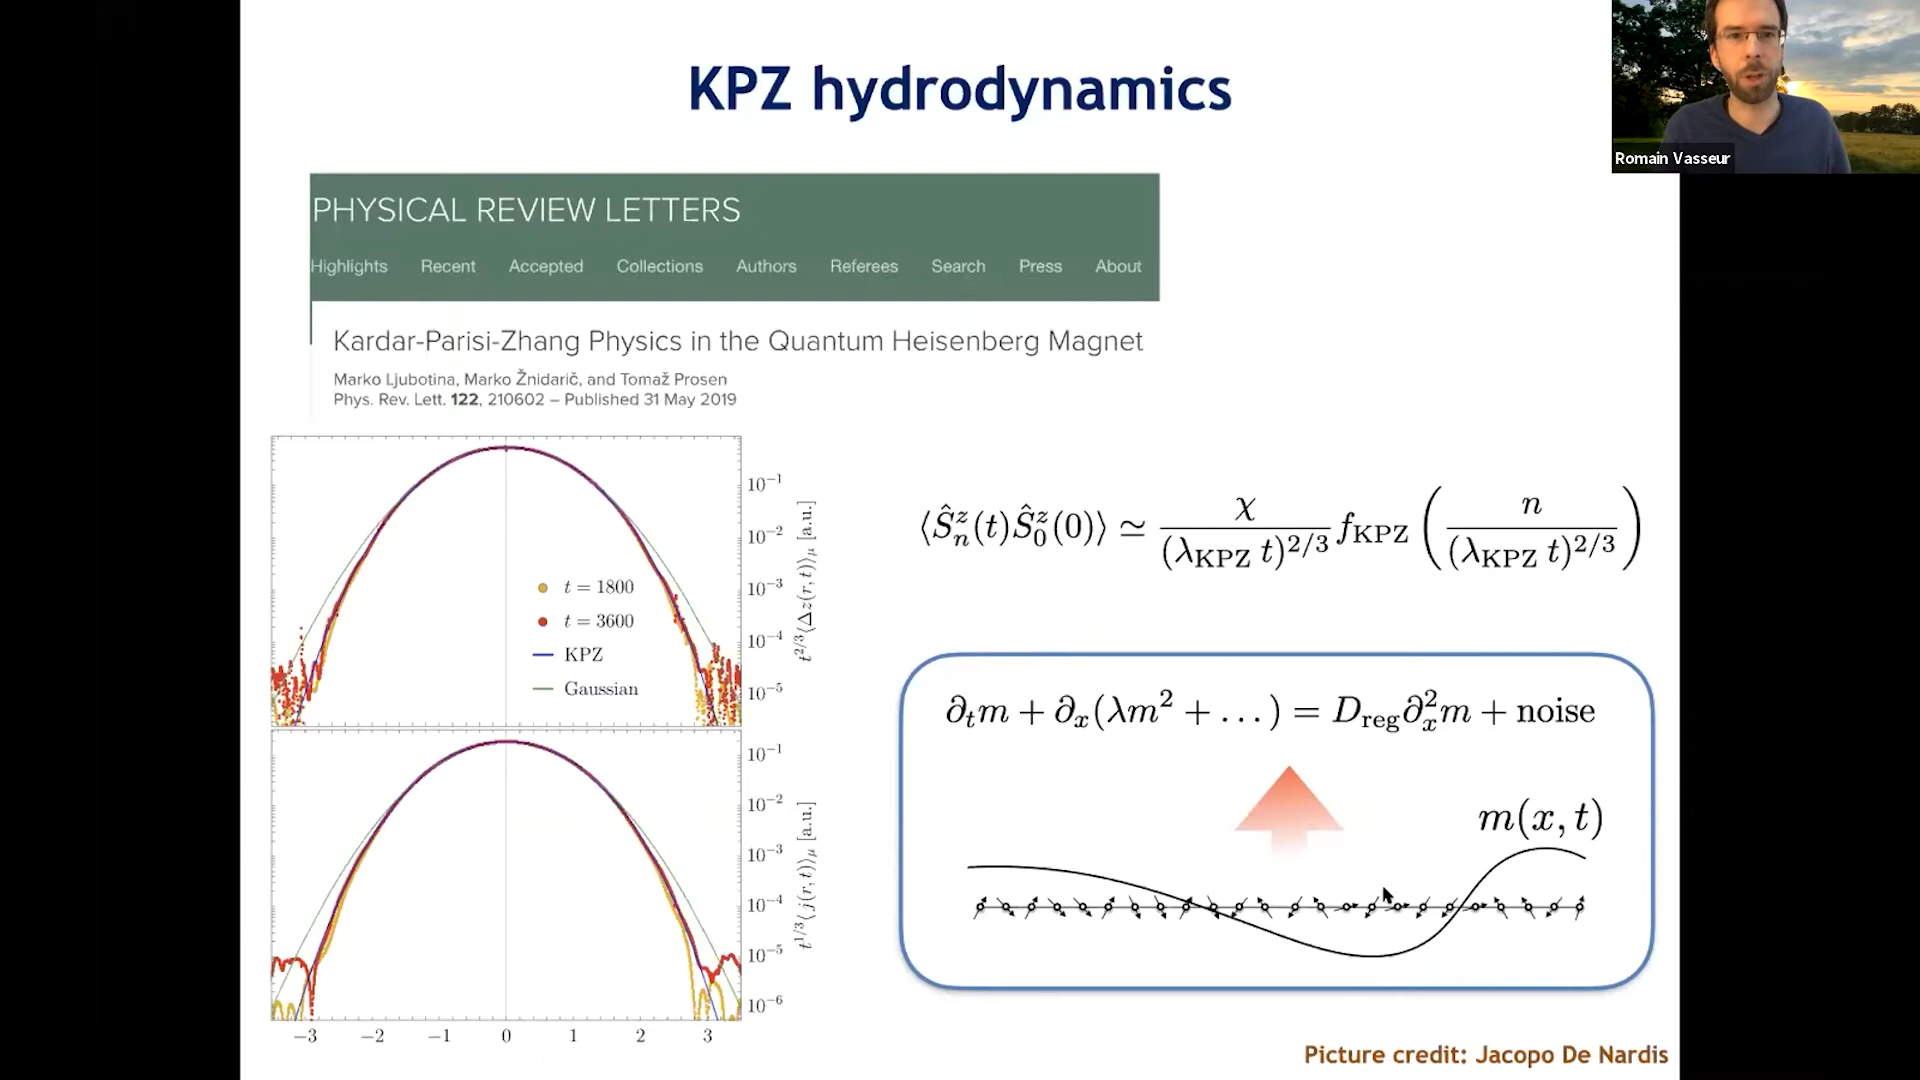 KPZ hydrodynamics
Romain Vasseur
PHYSICAL REVIEW LETTERS
Highlights Recent Accepted Collections Authors Referees Search Press About
Kardar-Parisi-Zhang Physics in the Quantum Heisenberg Magnet
Marko Ljubotina, Marko Žnidarič, and Tomaž Prosen
Phys. Rev. Lett. 122, 210602 – Published 31 May 2019
10⁻¹
10⁻²
10⁻³
10⁻⁴
10⁻⁵
t^{2/3}⟨Δz(r, t)⟩_μ [a.u.]
t = 1800
t = 3600
KPZ
Gaussian
10⁻¹
10⁻²
10⁻³
10⁻⁴
10⁻⁵
10⁻⁶
t^{1/3}⟨j(r, t)⟩_μ [a.u.]
−3 −2 −1 0 1 2 3
⟨Ŝ^z_n(t)Ŝ^z_0(0)⟩ ≃ χ/(λ_KPZ t)^{2/3} f_KPZ (n/(λ_KPZ t)^{2/3})
∂_t m + ∂_x(λm² + ...) = D_reg ∂²_x m + noise
m(x, t)
Picture credit: Jacopo De Nardis